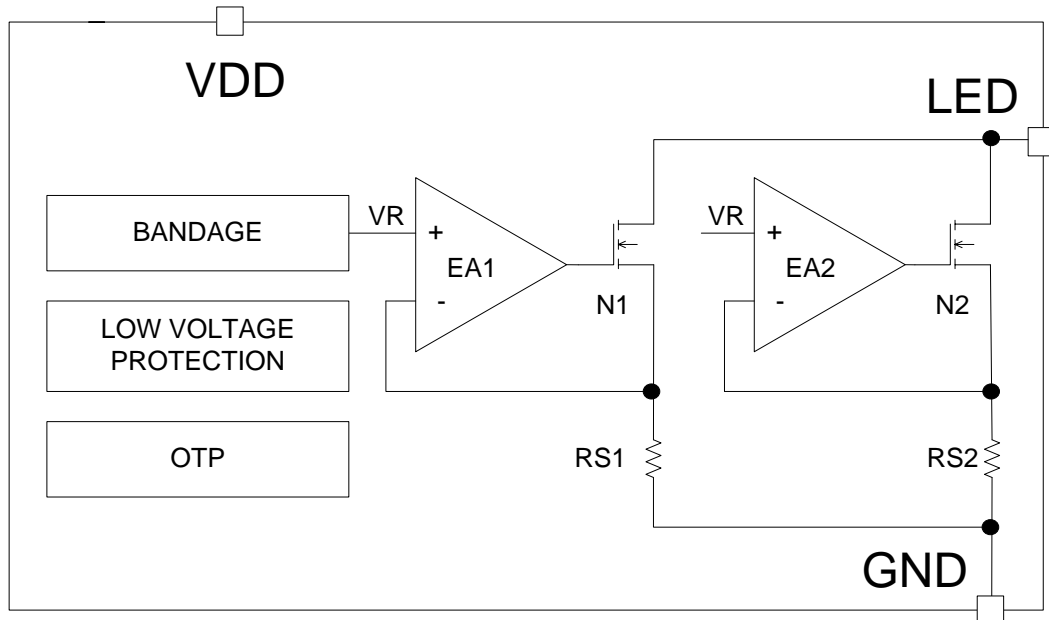 VDD
LED
BANDAGE
VR
+
EA1
-
N1
VR
+
EA2
-
N2
LOW VOLTAGE
PROTECTION
OTP
RS1
RS2
GND